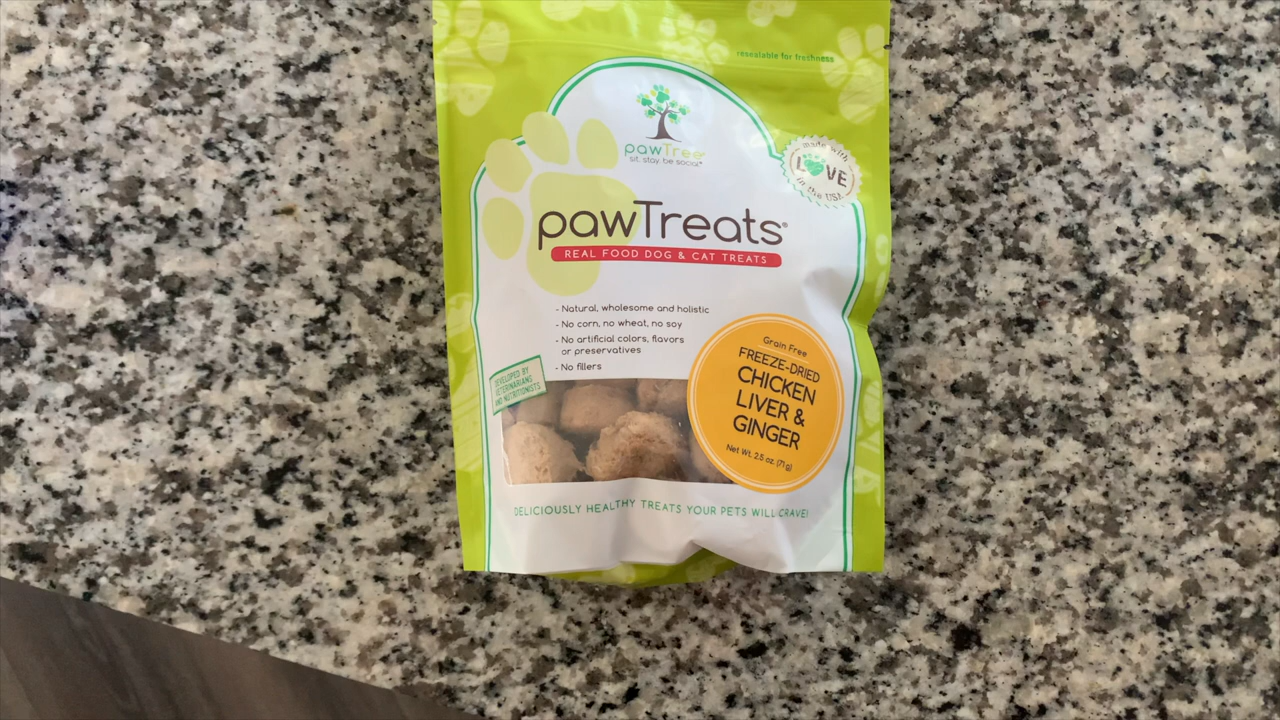 resealable for freshness
pawTree®
sit. stay. be social.™
made with
LOVE
in the USA
pawTreats®
REAL FOOD DOG & CAT TREATS
- Natural, wholesome and holistic
- No corn, no wheat, no soy
- No artificial colors, flavors
or preservatives
- No fillers
DEVELOPED BY
VETERINARIANS
AND NUTRITIONISTS
Grain Free
FREEZE-DRIED
CHICKEN
LIVER &
GINGER
Net Wt. 2.5 oz. (71g)
DELICIOUSLY HEALTHY TREATS YOUR PETS WILL CRAVE!